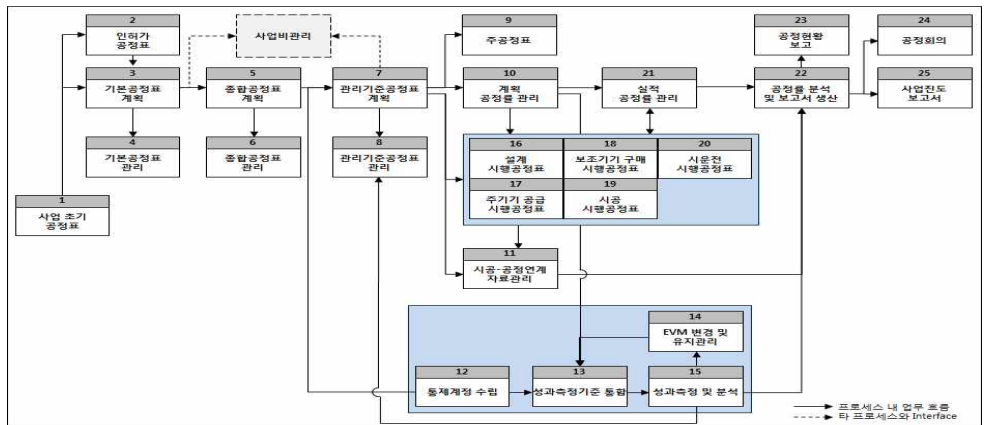 2
인허가
공정표
사업비관리
9
주공정표
23
공정현황
보고
24
공정회의
3
기본공정표
계획
5
종합공정표
계획
7
관리기준공정표
계획
10
계획
공정률 관리
21
실적
공정률 관리
22
공정률 분석
및 보고서 생산
25
사업진도
보고서
4
기본공정표
관리
6
종합공정표
관리
8
관리기준공정표
관리
16
설계
시행공정표
18
보조기기 구매
시행공정표
20
시운전
시행공정표
17
주기기 공급
시행공정표
19
시공
시행공정표
1
사업 초기
공정표
11
시공-공정연계
자료관리
14
EVM 변경 및
유지관리
12
통제계정 수립
13
성과측정기준 통합
15
성과측정 및 분석
프로세스 내 업무 흐름
타 프로세스와 Interface